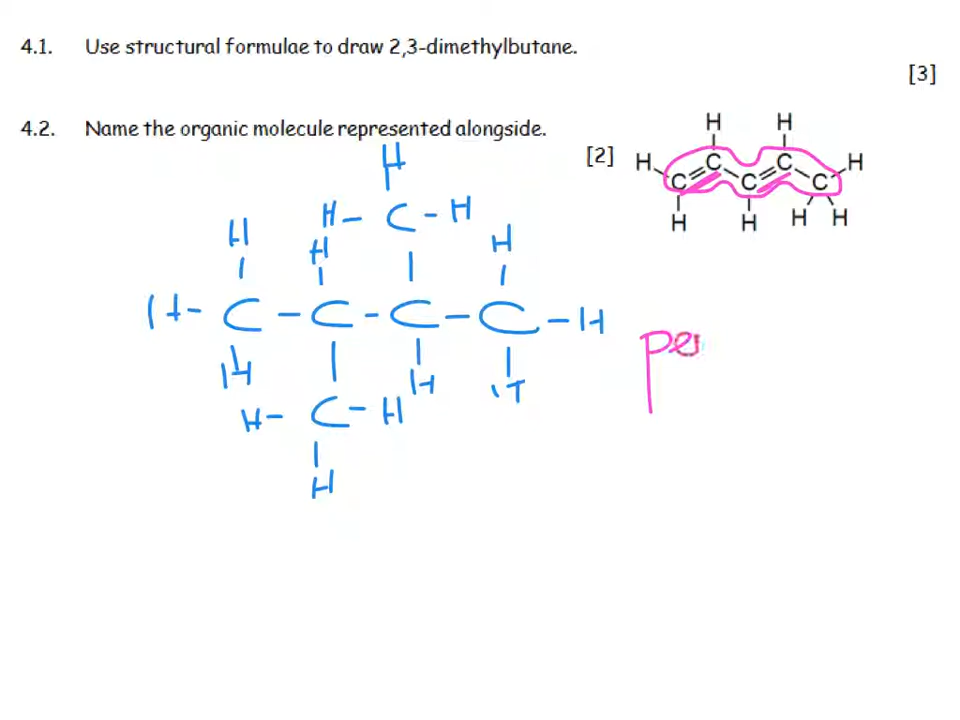 4.1. Use structural formulae to draw 2,3-dimethylbutane.
[3]
4.2. Name the organic molecule represented alongside.
[2]
H H
H C C H
C C C
H H H H
H
H - C - H
H H H
H - C - C - C - C - H
H H H
H - C - H
H
pe